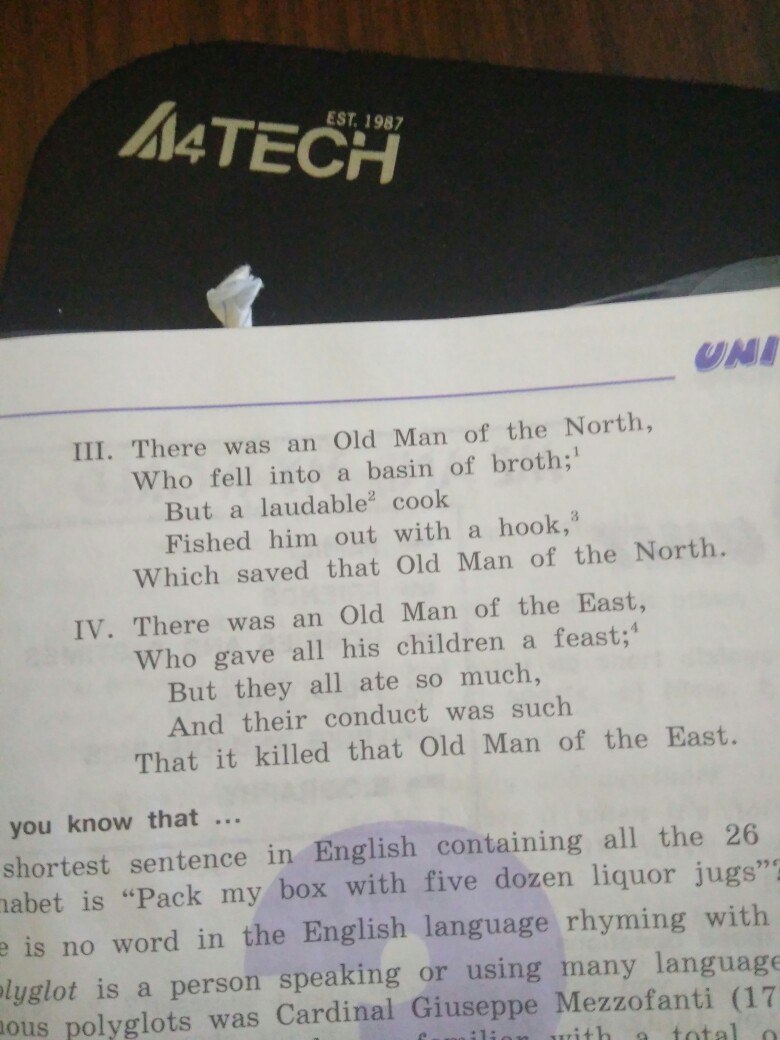 A4TECH
EST. 1987
UNI
III. There was an Old Man of the North,
Who fell into a basin of broth;¹
But a laudable² cook
Fished him out with a hook,³
Which saved that Old Man of the North.
IV. There was an Old Man of the East,
Who gave all his children a feast;⁴
But they all ate so much,
And their conduct was such
That it killed that Old Man of the East.
you know that ...
shortest sentence in English containing all the 26
habet is “Pack my box with five dozen liquor jugs”?
e is no word in the English language rhyming with
olyglot is a person speaking or using many language
nous polyglots was Cardinal Giuseppe Mezzofanti (17
familiar with a total o